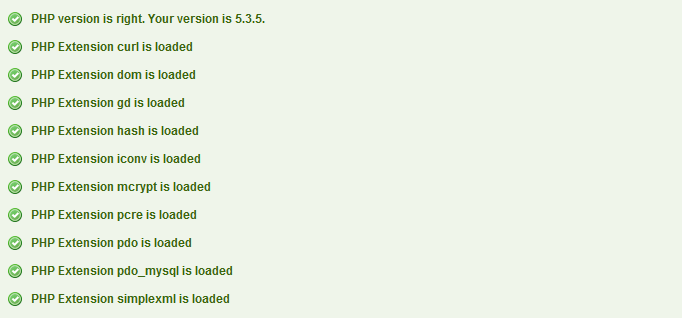 PHP version is right. Your version is 5.3.5.
PHP Extension curl is loaded
PHP Extension dom is loaded
PHP Extension gd is loaded
PHP Extension hash is loaded
PHP Extension iconv is loaded
PHP Extension mcrypt is loaded
PHP Extension pcre is loaded
PHP Extension pdo is loaded
PHP Extension pdo_mysql is loaded
PHP Extension simplexml is loaded